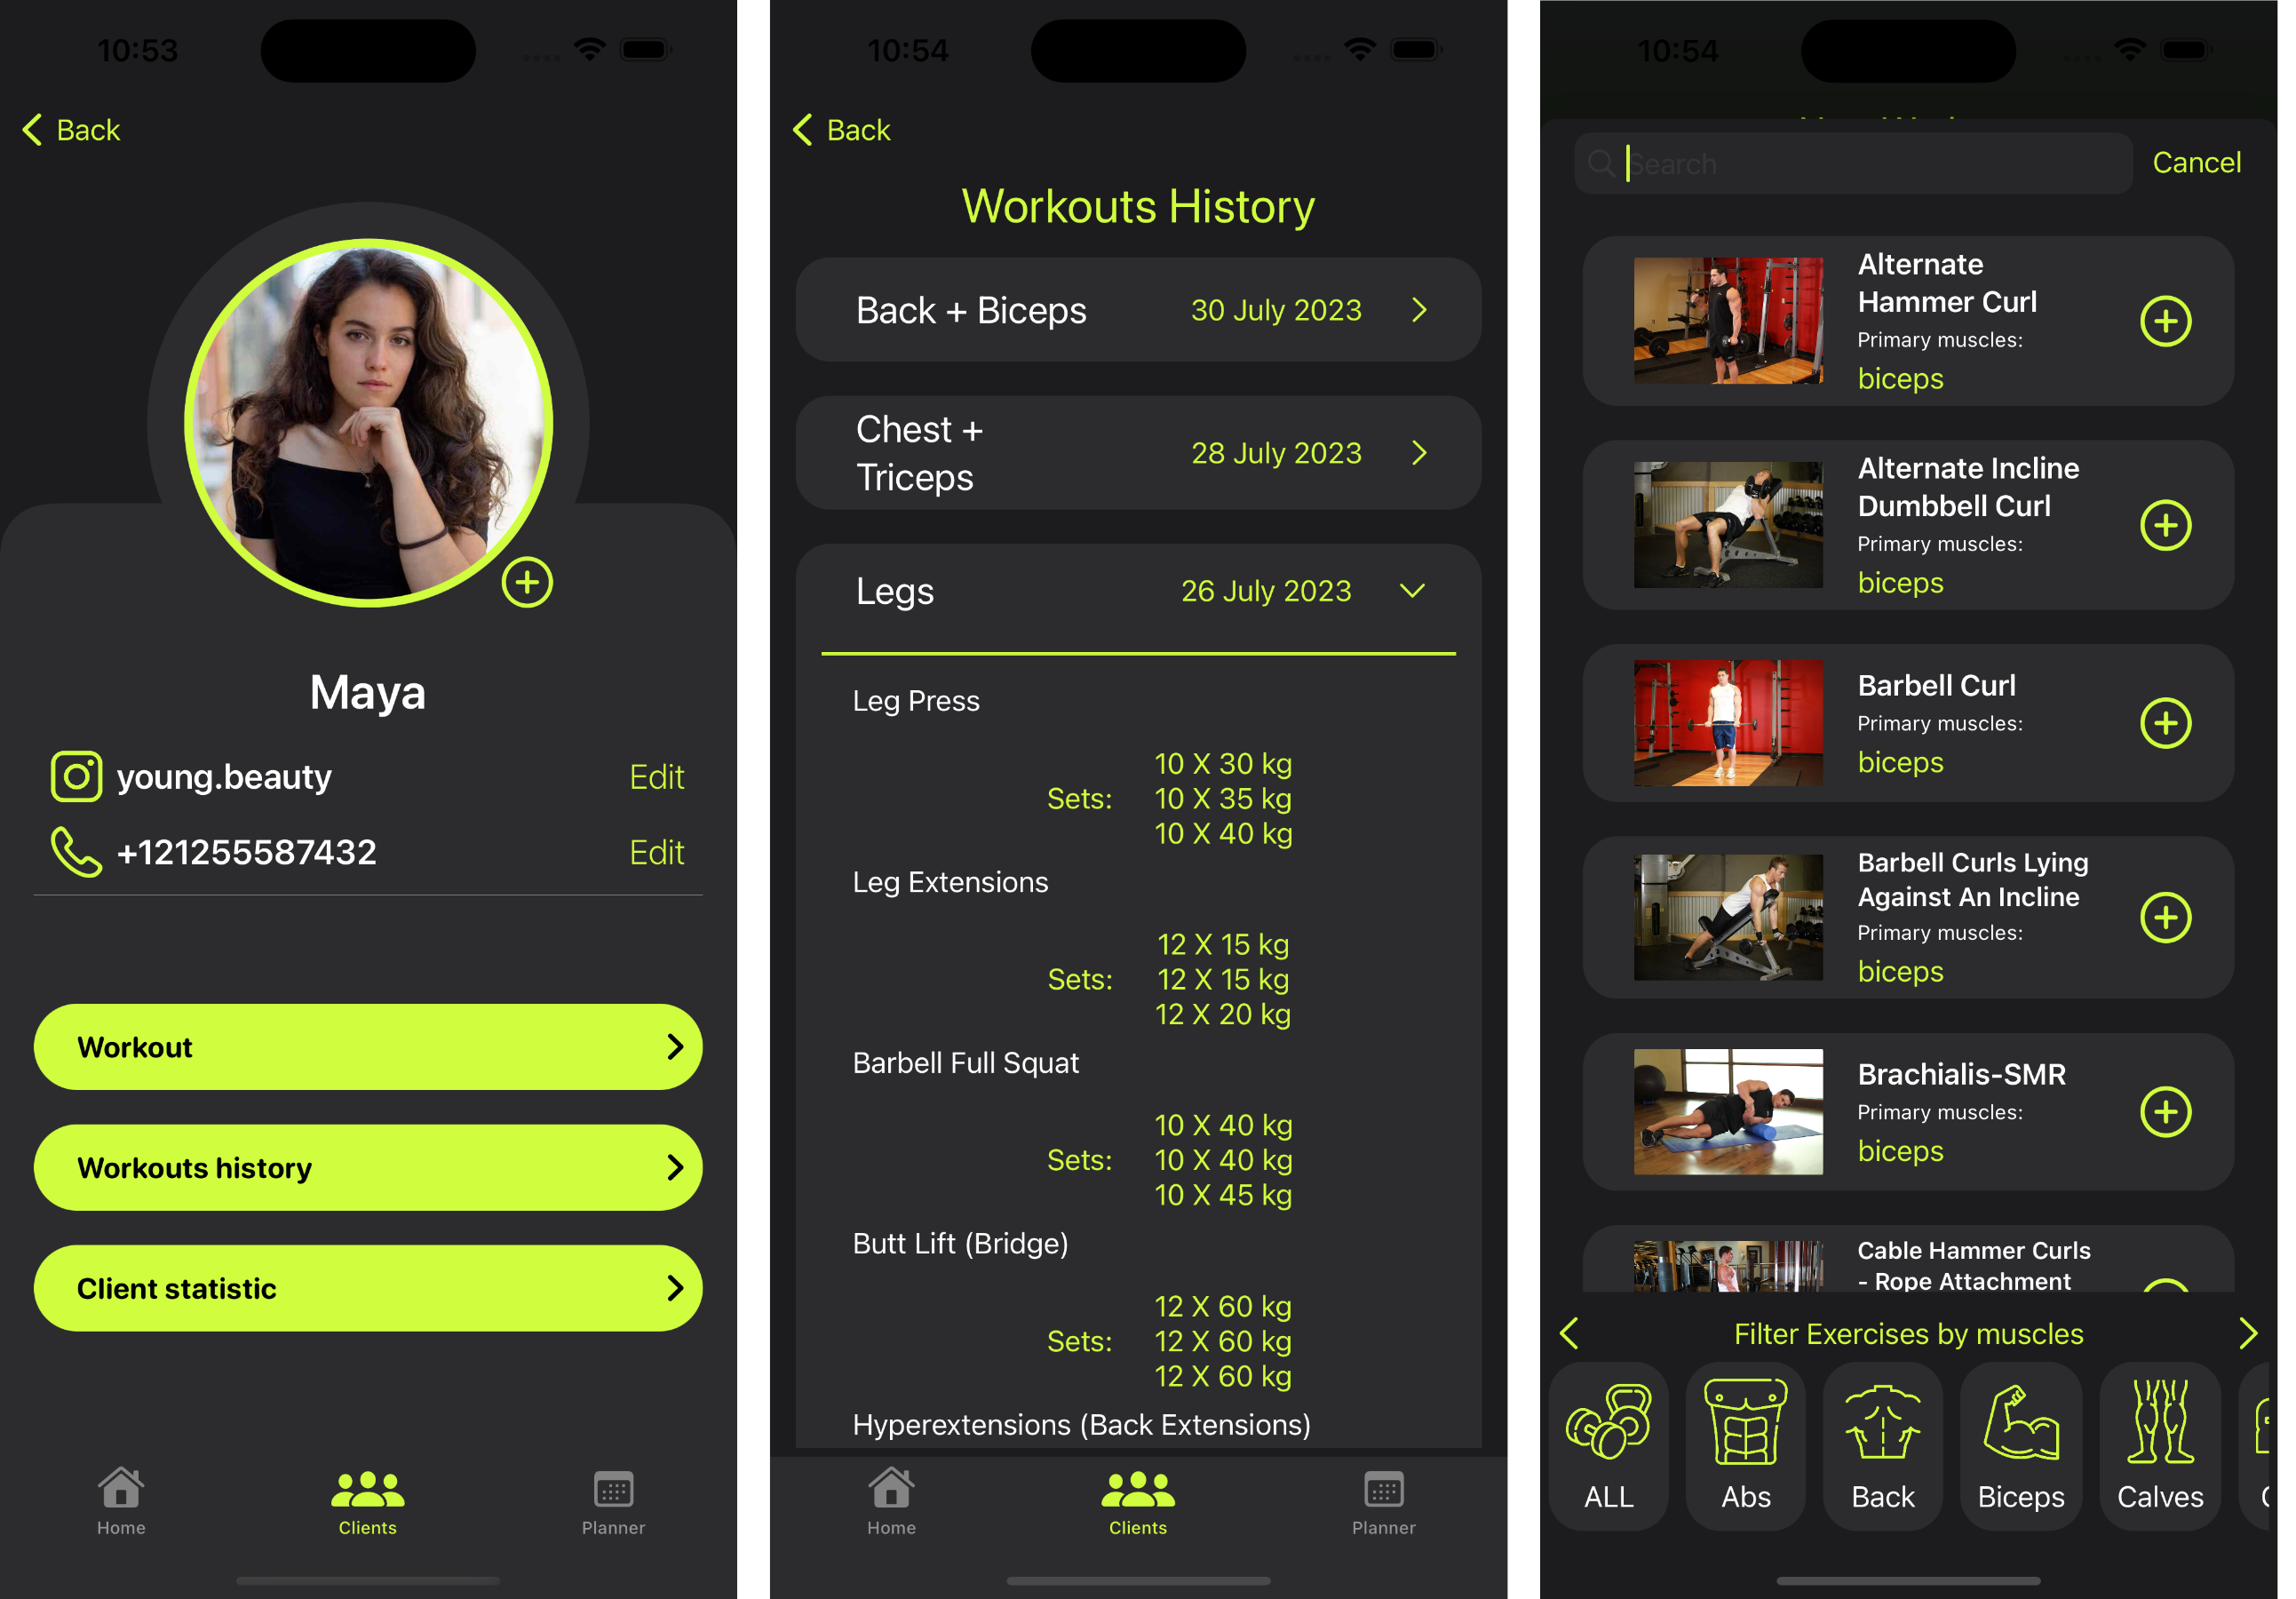 10:53
Back
Maya
young.beauty
Edit
+121255587432
Edit
Workout
Workouts history
Client statistic
Home
Clients
Planner
10:54
Back
Workouts History
Back + Biceps
30 July 2023
Chest +
Triceps
28 July 2023
Legs
26 July 2023
Leg Press
Sets:
10 X 30 kg
10 X 35 kg
10 X 40 kg
Leg Extensions
Sets:
12 X 15 kg
12 X 15 kg
12 X 20 kg
Barbell Full Squat
Sets:
10 X 40 kg
10 X 40 kg
10 X 45 kg
Butt Lift (Bridge)
Sets:
12 X 60 kg
12 X 60 kg
12 X 60 kg
Hyperextensions (Back Extensions)
Home
Clients
Planner
10:54
Search
Cancel
Alternate
Hammer Curl
Primary muscles:
biceps
Alternate Incline
Dumbbell Curl
Primary muscles:
biceps
Barbell Curl
Primary muscles:
biceps
Barbell Curls Lying
Against An Incline
Primary muscles:
biceps
Brachialis-SMR
Primary muscles:
biceps
Cable Hammer Curls
- Rope Attachment
Filter Exercises by muscles
ALL
Abs
Back
Biceps
Calves